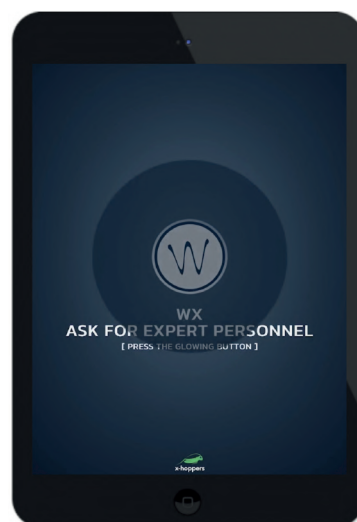 W
WX
ASK FOR EXPERT PERSONNEL
[ PRESS THE GLOWING BUTTON ]
x-hoppers